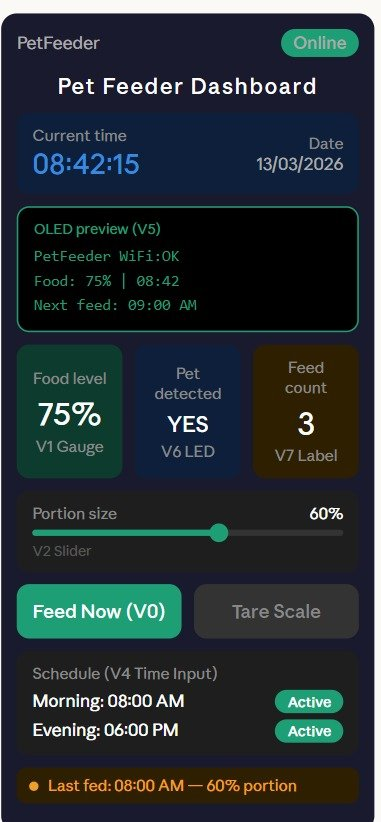 PetFeeder
Online
Pet Feeder Dashboard
Current time
08:42:15
Date
13/03/2026
OLED preview (V5)
PetFeeder WiFi:OK
Food: 75% | 08:42
Next feed: 09:00 AM
Food level
75%
V1 Gauge
Pet
detected
YES
V6 LED
Feed
count
3
V7 Label
Portion size
60%
V2 Slider
Feed Now (V0)
Tare Scale
Schedule (V4 Time Input)
Morning: 08:00 AM
Active
Evening: 06:00 PM
Active
Last fed: 08:00 AM — 60% portion